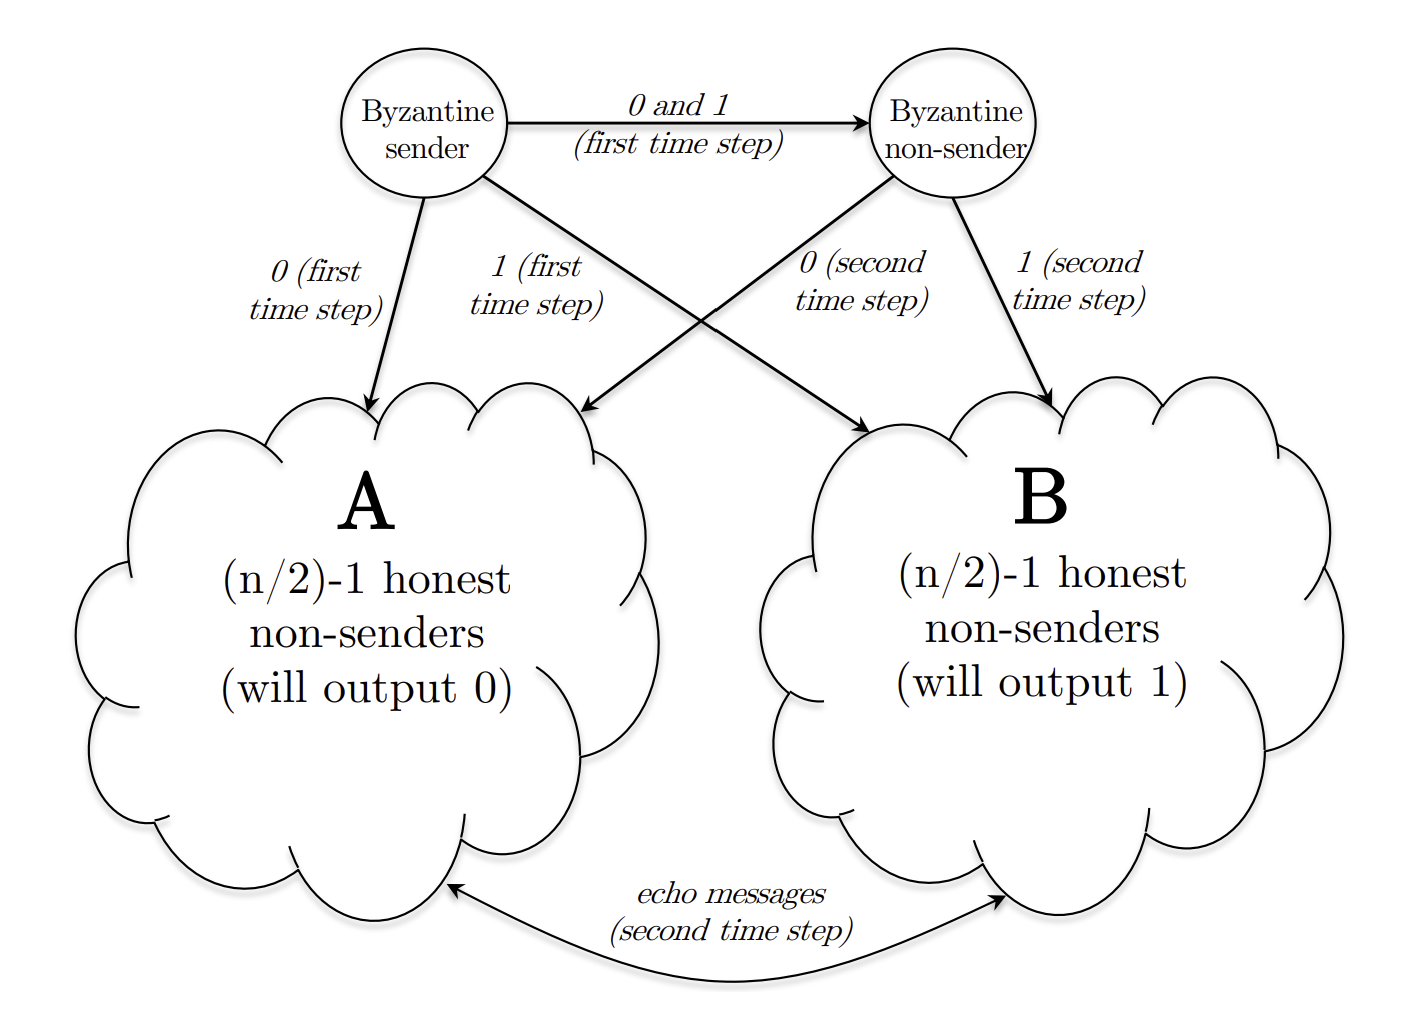 Byzantine
sender
0 and 1
(first time step)
Byzantine
non-sender
0 (first
time step)
1 (first
time step)
0 (second
time step)
1 (second
time step)
A
(n/2)-1 honest
non-senders
(will output 0)
B
(n/2)-1 honest
non-senders
(will output 1)
echo messages
(second time step)